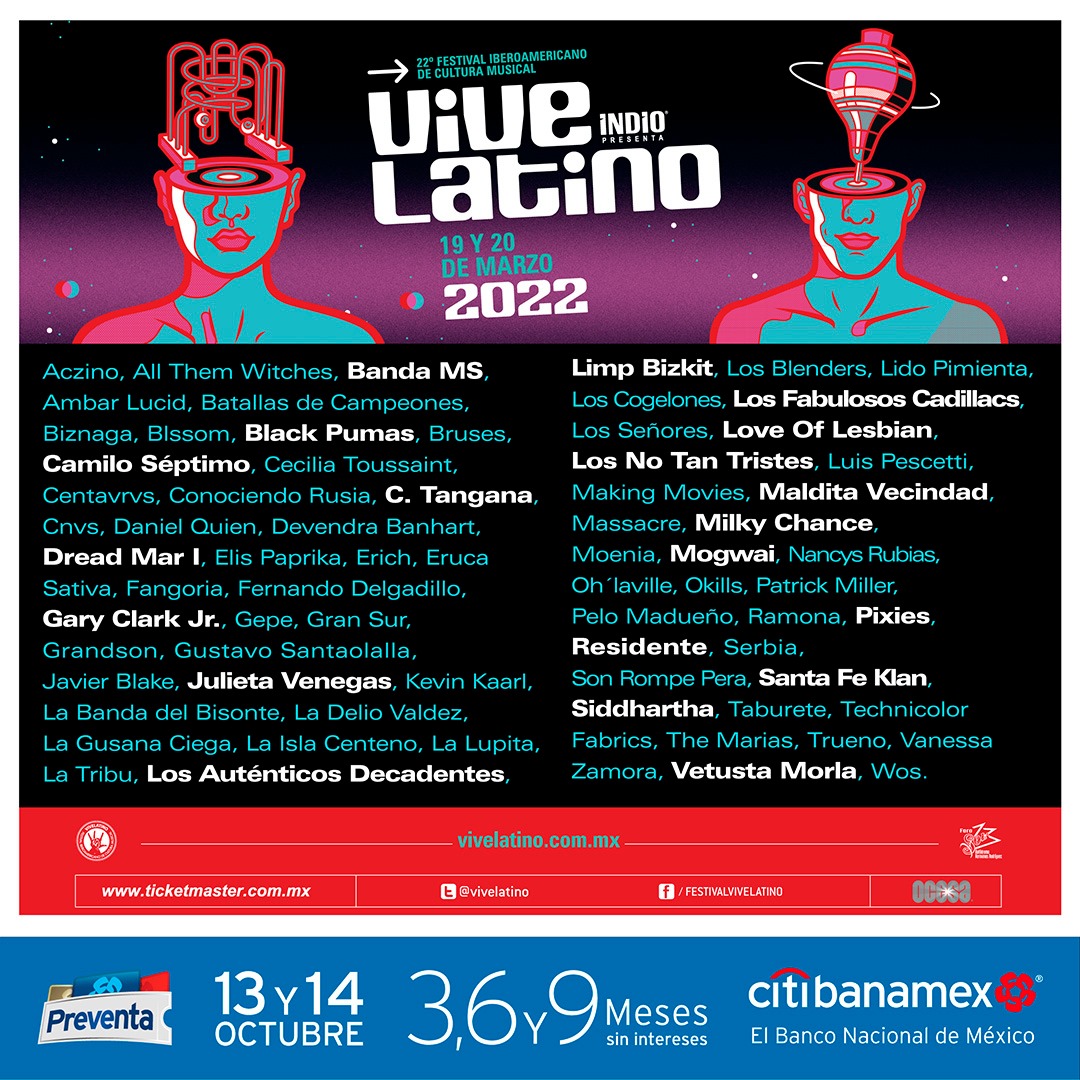 22º FESTIVAL IBEROAMERICANO
DE CULTURA MUSICAL
ViVE
Latino
iNDiO®
PRESENTA
19 Y 20
DE MARZO
2022
Aczino, All Them Witches, Banda MS,
Ambar Lucid, Batallas de Campeones,
Biznaga, Blssom, Black Pumas, Bruses,
Camilo Séptimo, Cecilia Toussaint,
Centavrvs, Conociendo Rusia, C. Tangana,
Cnvs, Daniel Quien, Devendra Banhart,
Dread Mar I, Elis Paprika, Erich, Eruca
Sativa, Fangoria, Fernando Delgadillo,
Gary Clark Jr., Gepe, Gran Sur,
Grandson, Gustavo Santaolalla,
Javier Blake, Julieta Venegas, Kevin Kaarl,
La Banda del Bisonte, La Delio Valdez,
La Gusana Ciega, La Isla Centeno, La Lupita,
La Tribu, Los Auténticos Decadentes,
Limp Bizkit, Los Blenders, Lido Pimienta,
Los Cogelones, Los Fabulosos Cadillacs,
Los Señores, Love Of Lesbian,
Los No Tan Tristes, Luis Pescetti,
Making Movies, Maldita Vecindad,
Massacre, Milky Chance,
Moenia, Mogwai, Nancys Rubias,
Oh´laville, Okills, Patrick Miller,
Pelo Madueño, Ramona, Pixies,
Residente, Serbia,
Son Rompe Pera, Santa Fe Klan,
Siddhartha, Taburete, Technicolor
Fabrics, The Marias, Trueno, Vanessa
Zamora, Vetusta Morla, Wos.
vivelatino.com.mx
www.ticketmaster.com.mx
@vivelatino
/ FESTIVALVIVELATINO
ocesa
Preventa
13 Y 14
OCTUBRE
3,6 Y 9 Meses
sin intereses
citibanamex®
El Banco Nacional de México